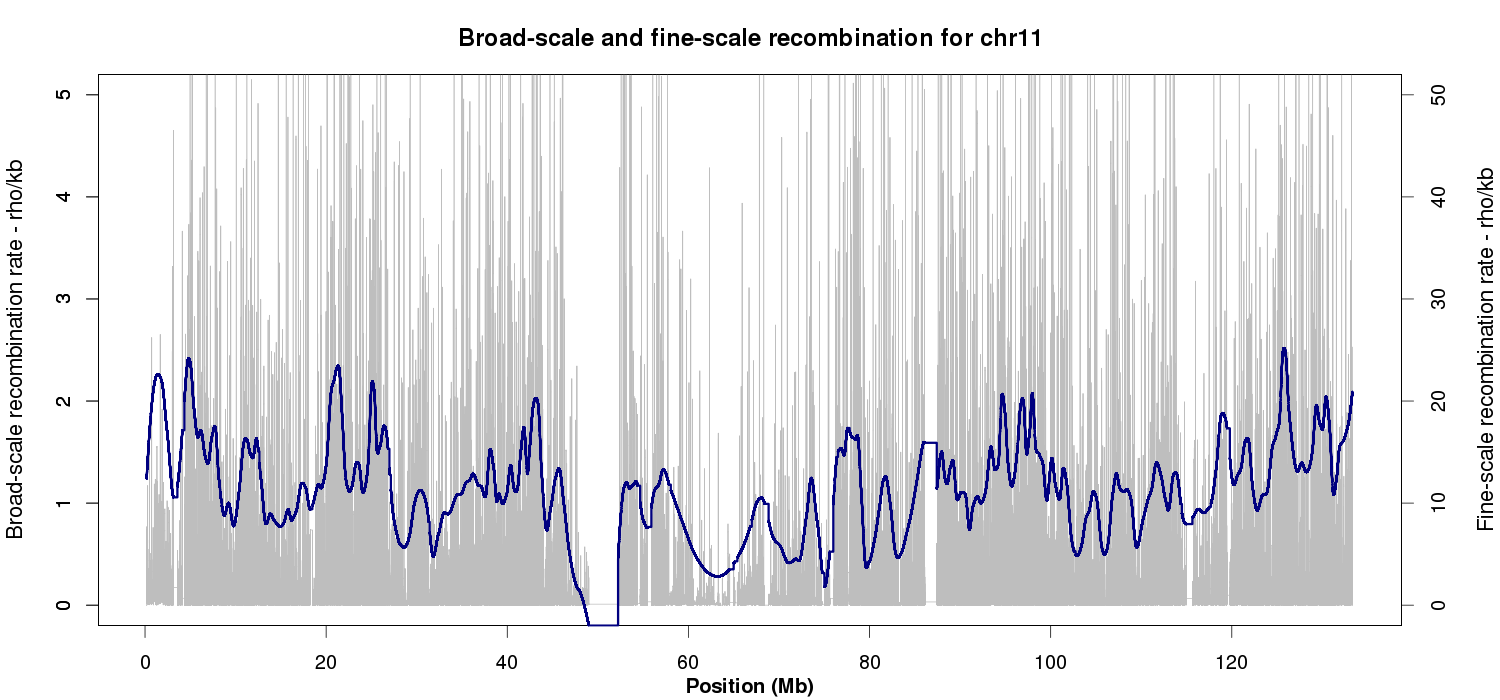 Broad-scale and fine-scale recombination for chr11
Broad-scale recombination rate - rho/kb
5
4
3
2
1
0
50
40
30
20
10
0
Fine-scale recombination rate - rho/kb
0 20 40 60 80 100 120
Position (Mb)